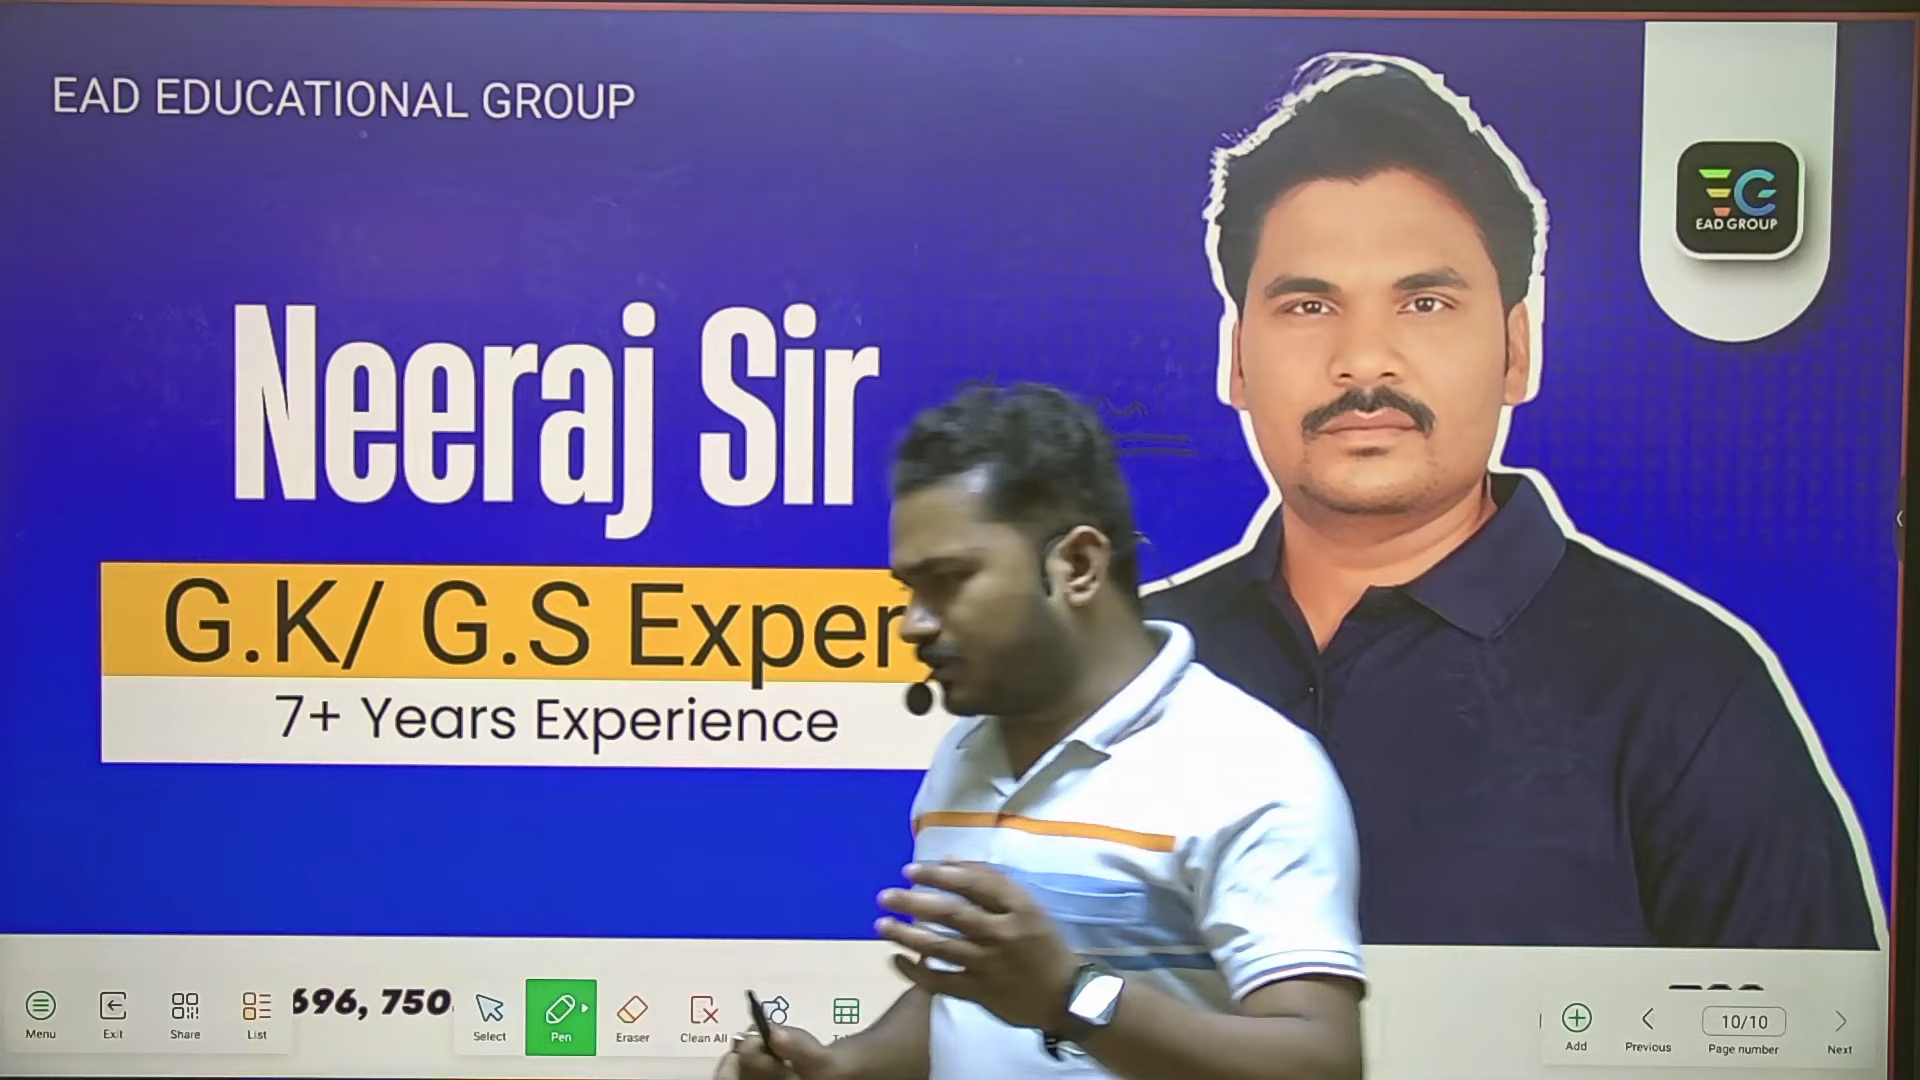 EAD EDUCATIONAL GROUP
EAD GROUP
Neeraj Sir
G.K/ G.S Exper
7+ Years Experience
696, 750
Menu
Exit
Share
List
Select
Pen
Eraser
Clean All
Add
Previous
10/10
Page number
Next